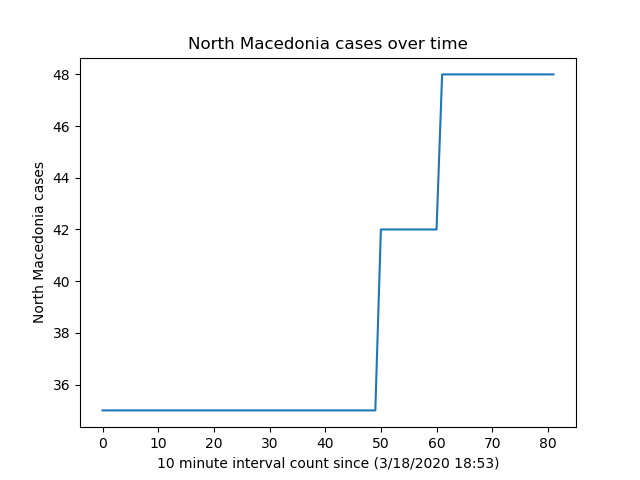 North Macedonia cases over time
48
46
44
42
40
38
36
North Macedonia cases
0 10 20 30 40 50 60 70 80
10 minute interval count since (3/18/2020 18:53)